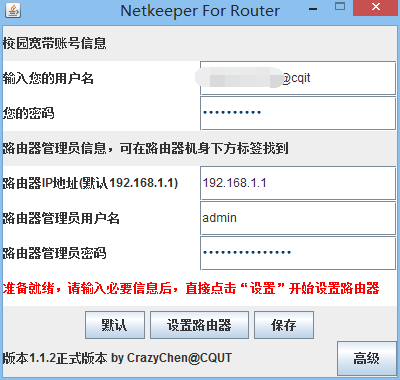 Netkeeper For Router
校园宽带账号信息
输入您的用户名 @cqit
您的密码 ••••••••••
路由器管理员信息，可在路由器机身下方标签找到
路由器IP地址(默认192.168.1.1) 192.168.1.1
路由器管理员用户名 admin
路由器管理员密码 •••••••••••••••
准备就绪，请输入必要信息后，直接点击“设置”开始设置路由器
默认 设置路由器 保存
版本1.1.2正式版本 by CrazyChen@CQUT 高级